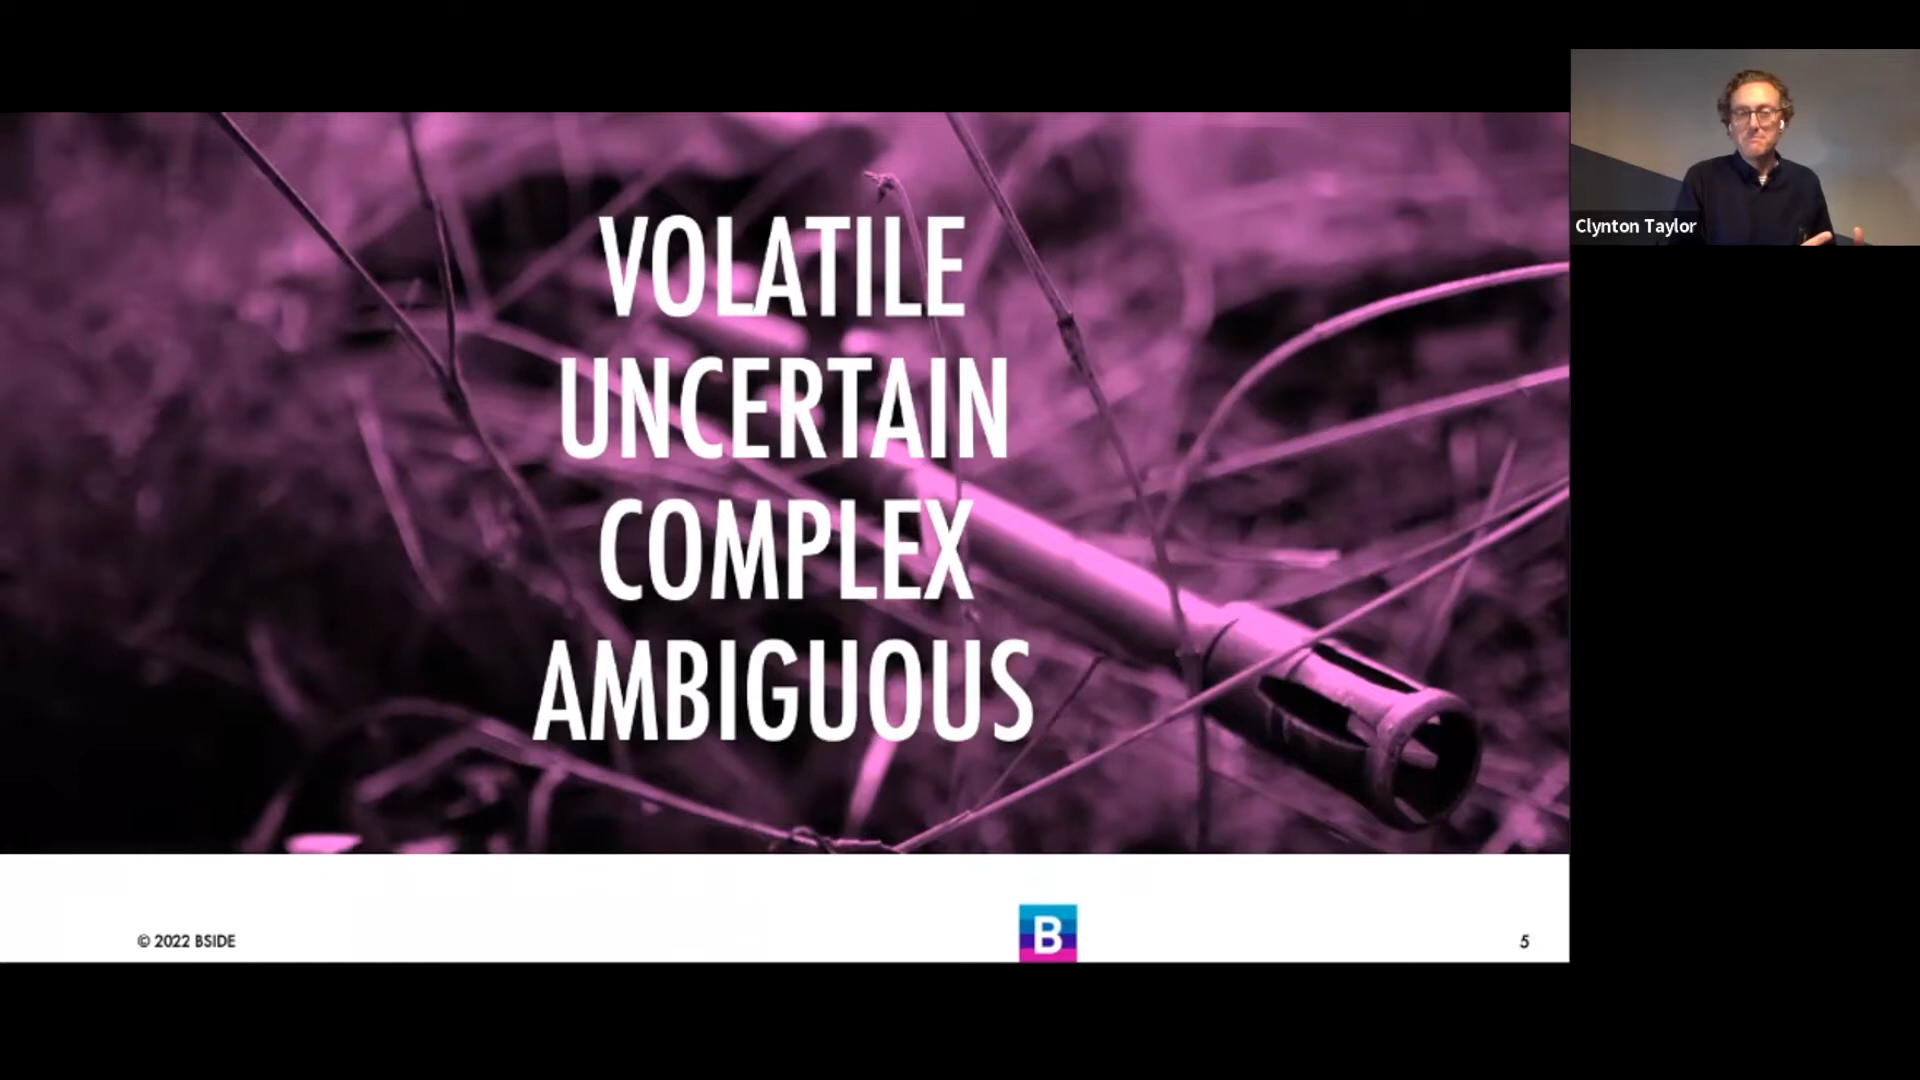 VOLATILE
UNCERTAIN
COMPLEX
AMBIGUOUS
Clynton Taylor
© 2022 BSIDE
B
5